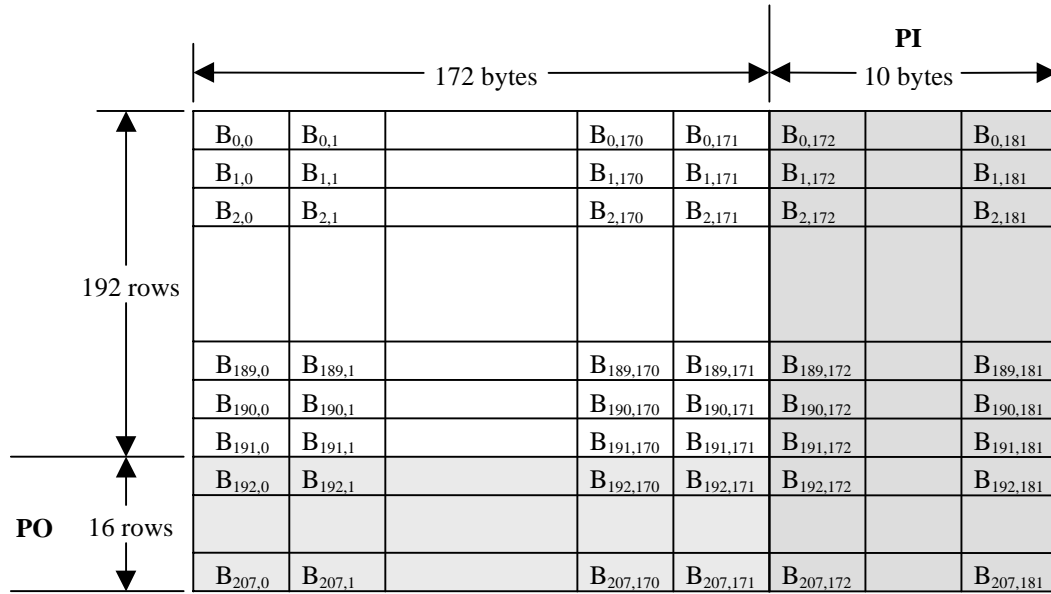 PI
172 bytes 10 bytes
B0,0 B0,1 B0,170 B0,171 B0,172 B0,181
B1,0 B1,1 B1,170 B1,171 B1,172 B1,181
B2,0 B2,1 B2,170 B2,171 B2,172 B2,181
192 rows
B189,0 B189,1 B189,170 B189,171 B189,172 B189,181
B190,0 B190,1 B190,170 B190,171 B190,172 B190,181
B191,0 B191,1 B191,170 B191,171 B191,172 B191,181
B192,0 B192,1 B192,170 B192,171 B192,172 B192,181
PO 16 rows
B207,0 B207,1 B207,170 B207,171 B207,172 B207,181